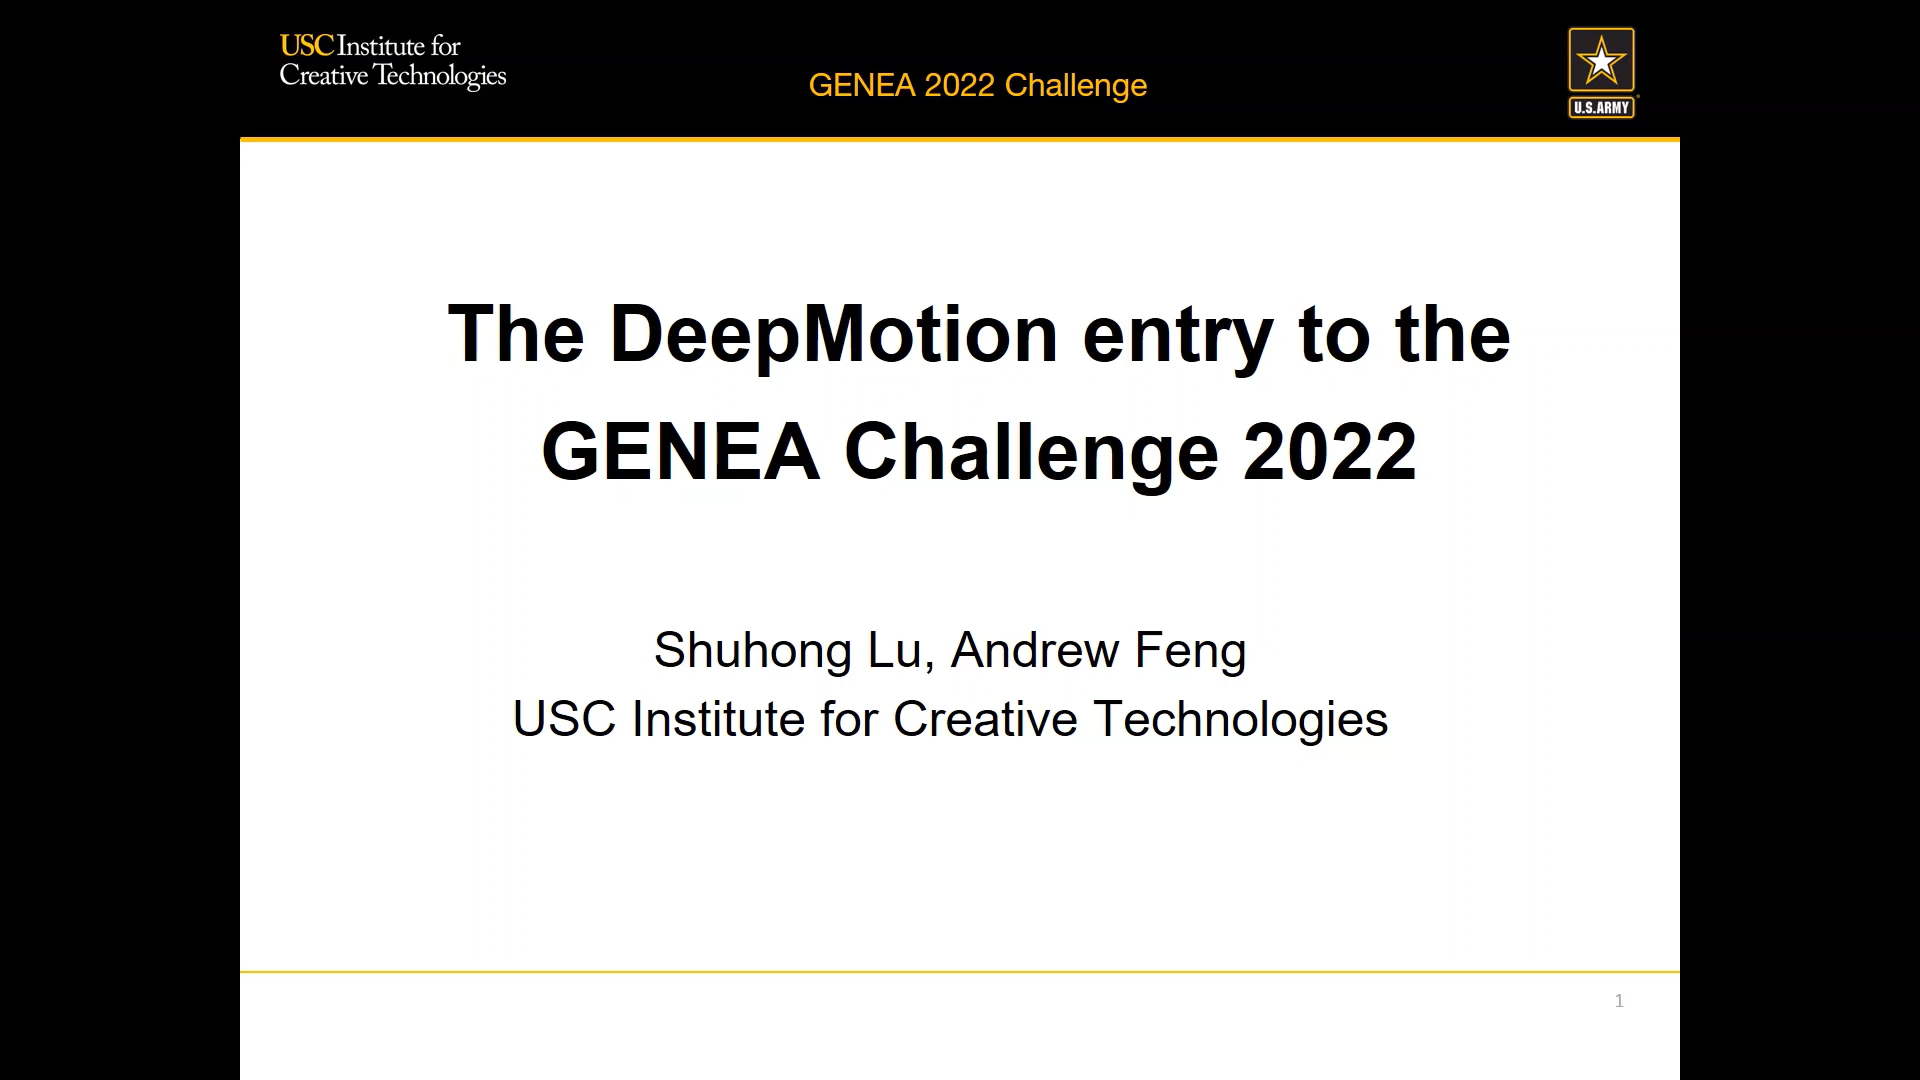 USC Institute for
Creative Technologies
GENEA 2022 Challenge
U.S.ARMY
The DeepMotion entry to the
GENEA Challenge 2022
Shuhong Lu, Andrew Feng
USC Institute for Creative Technologies
1